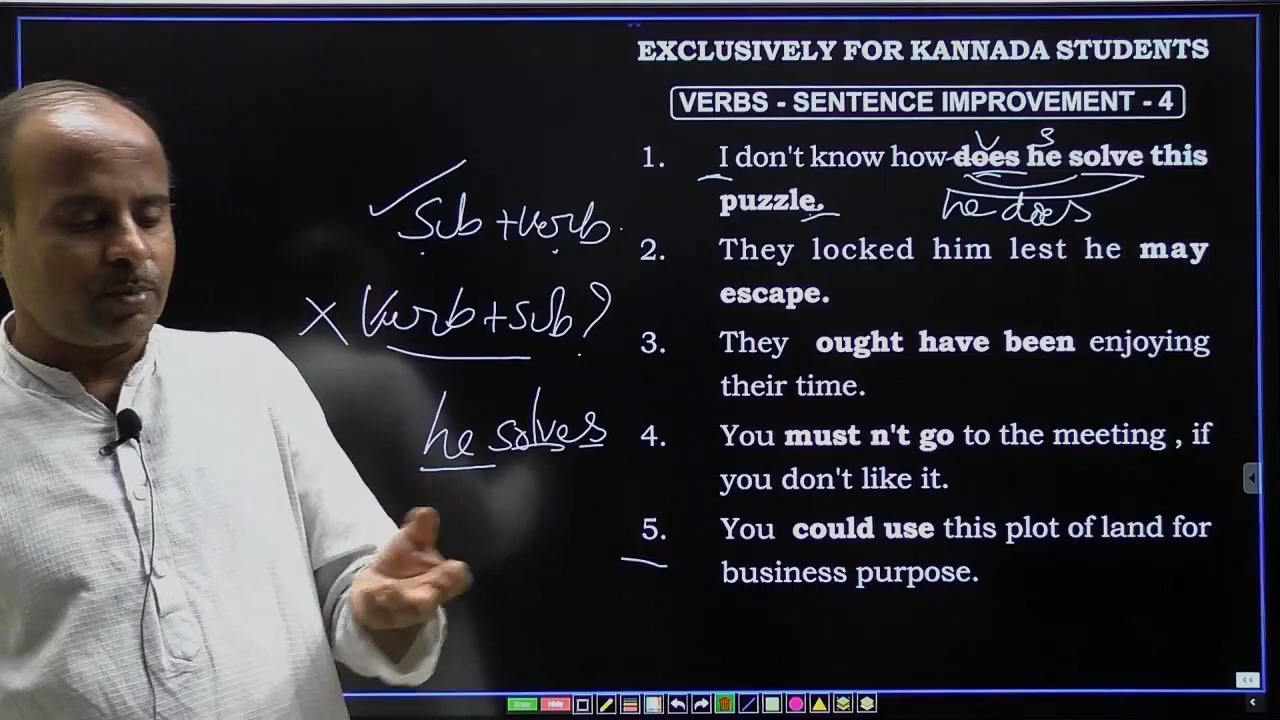 EXCLUSIVELY FOR KANNADA STUDENTS
VERBS - SENTENCE IMPROVEMENT - 4
V S
1. I don't know how does he solve this
puzzle.
he does
2. They locked him lest he may
escape.
3. They ought have been enjoying
their time.
4. You must n't go to the meeting , if
you don't like it.
5. You could use this plot of land for
business purpose.
✓ Sub + verb.
× Verb + sub ?
he solves
Draw Hide